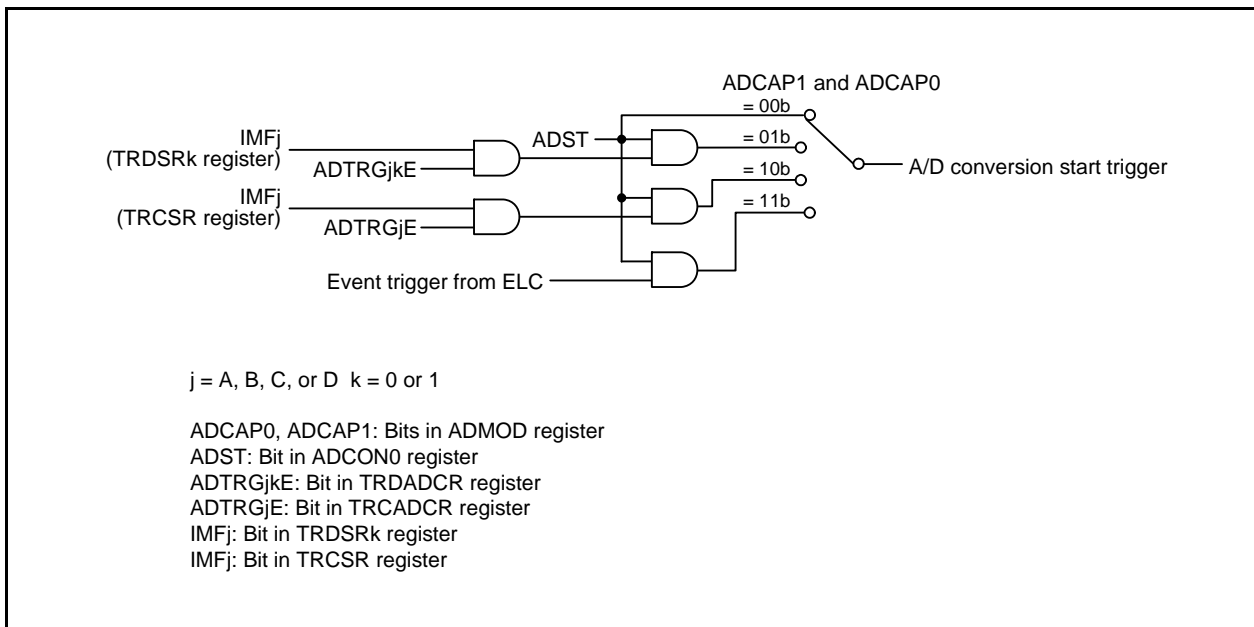 ADCAP1 and ADCAP0
= 00b
IMFj
(TRDSRk register)
ADTRGjkE
ADST
= 01b
A/D conversion start trigger
= 10b
IMFj
(TRCSR register)
ADTRGjE
= 11b
Event trigger from ELC
j = A, B, C, or D k = 0 or 1
ADCAP0, ADCAP1: Bits in ADMOD register
ADST: Bit in ADCON0 register
ADTRGjkE: Bit in TRDADCR register
ADTRGjE: Bit in TRCADCR register
IMFj: Bit in TRDSRk register
IMFj: Bit in TRCSR register